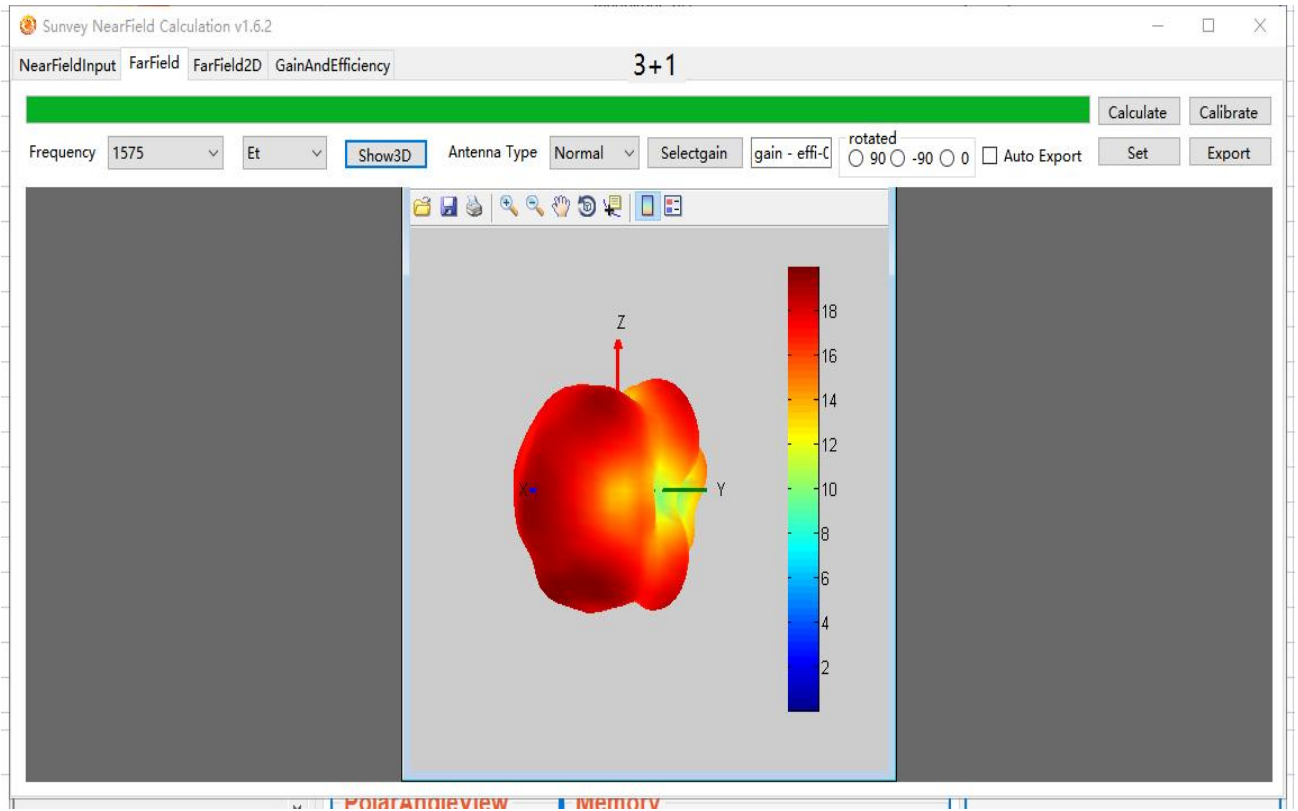 Sunvey NearField Calculation v1.6.2
NearFieldInput FarField FarField2D GainAndEfficiency
3+1
Calculate Calibrate
Frequency 1575 Et Show3D Antenna Type Normal Selectgain gain - effi-C rotated 90 -90 0 Auto Export Set Export
Z
X
Y
18
16
14
12
10
8
6
4
2
PolarAngleView Memory